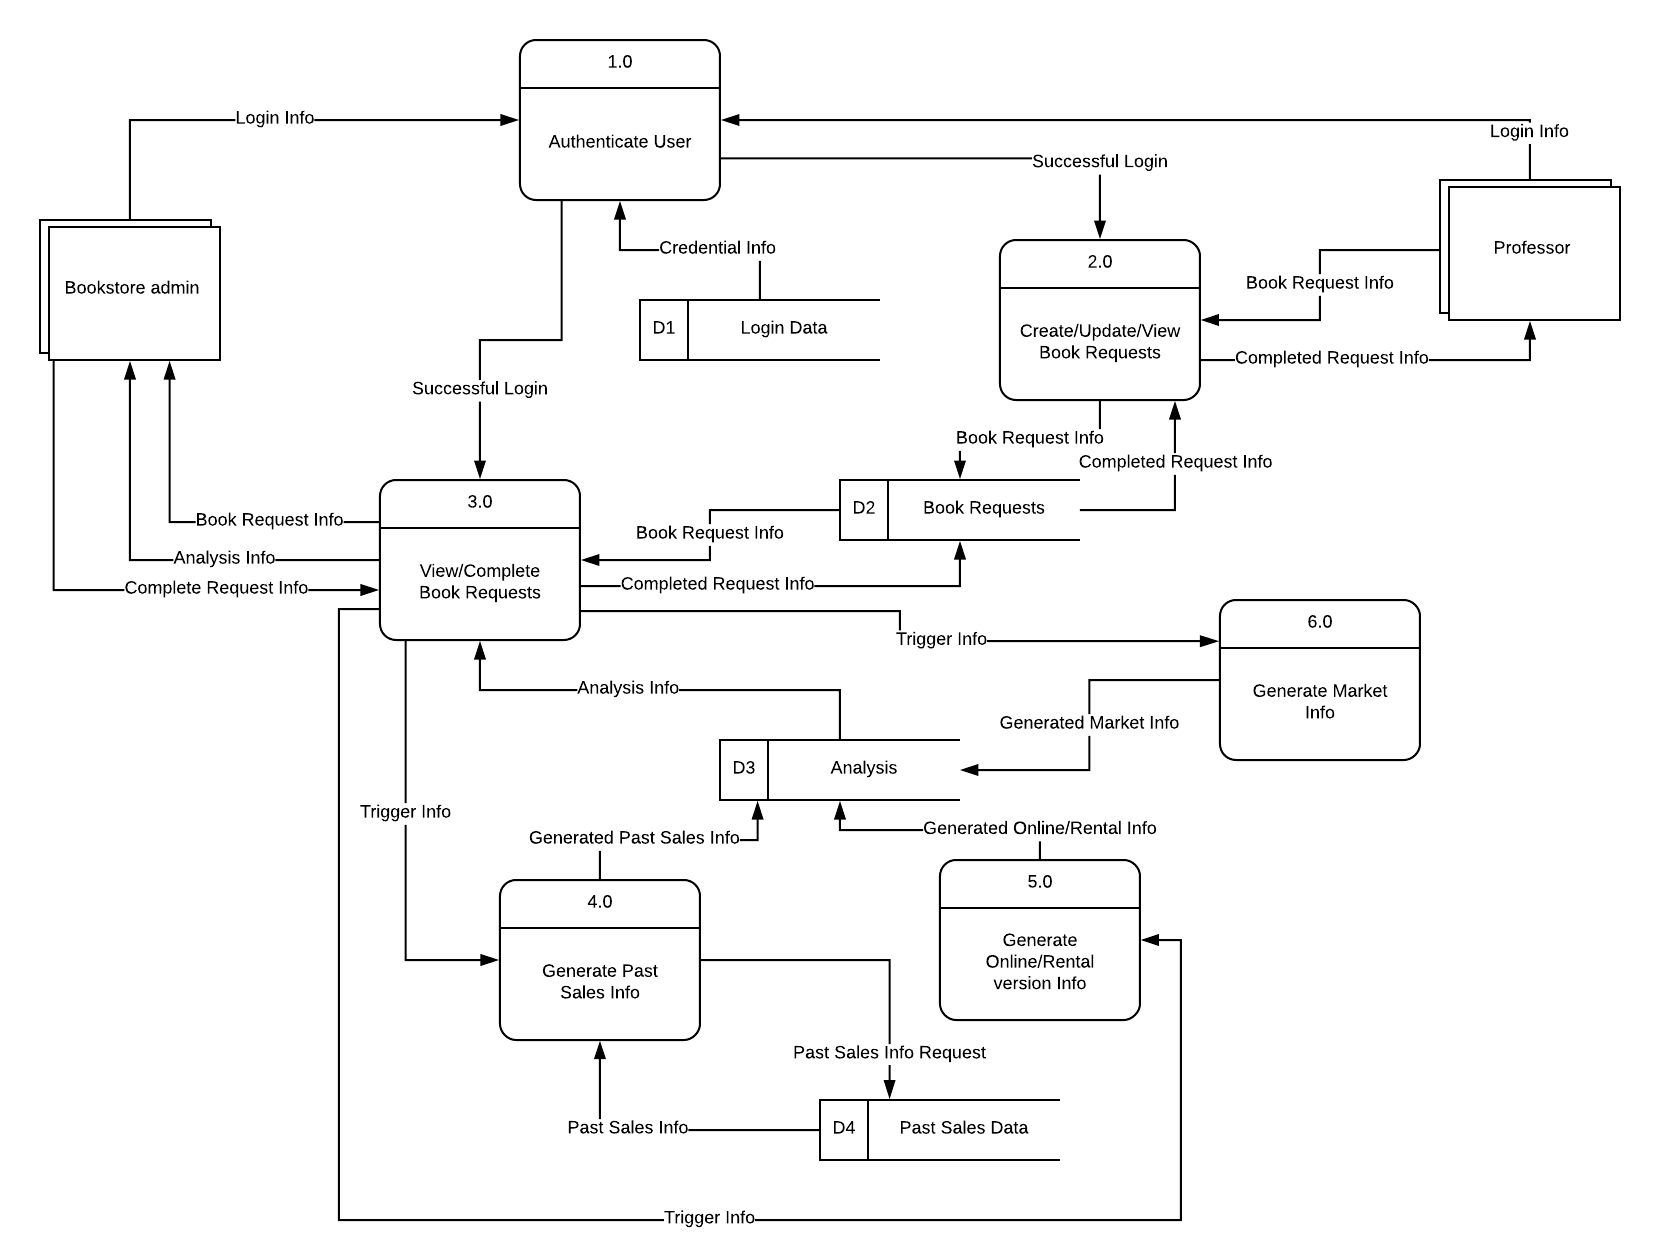 1.0
Authenticate User
Login Info
Login Info
Successful Login
Bookstore admin
Credential Info
D1
Login Data
2.0
Create/Update/View
Book Requests
Professor
Book Request Info
Completed Request Info
Successful Login
Book Request Info
Completed Request Info
3.0
View/Complete
Book Requests
Book Request Info
Analysis Info
Complete Request Info
D2
Book Requests
Book Request Info
Completed Request Info
Trigger Info
6.0
Generate Market
Info
Analysis Info
Generated Market Info
D3
Analysis
Trigger Info
Generated Past Sales Info
Generated Online/Rental Info
4.0
Generate Past
Sales Info
5.0
Generate
Online/Rental
version Info
Past Sales Info Request
Past Sales Info
D4
Past Sales Data
Trigger Info